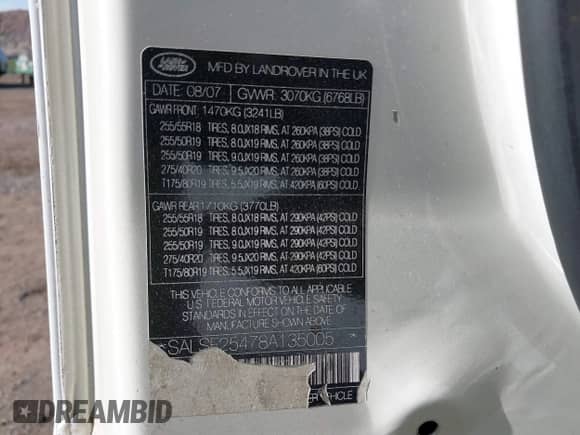 LAND ROVER
MFD BY LANDROVER IN THE UK
DATE: 08/07 GVWR: 3070KG (6768LB)
GAWR FRONT: 1470KG (3241LB)
255/55R18 TIRES, 8.0JX18 RIMS, AT 260KPA (38PSI) COLD
255/50R19 TIRES, 8.0JX19 RIMS, AT 260KPA (38PSI) COLD
255/50R19 TIRES, 9.0JX19 RIMS, AT 260KPA (38PSI) COLD
275/40R20 TIRES, 9.5JX20 RIMS, AT 260KPA (38PSI) COLD
T175/80R19 TIRES, 5.5JX19 RIMS, AT 420KPA (60PSI) COLD
GAWR REAR: 1710KG (3770LB)
255/55R18 TIRES, 8.0JX18 RIMS, AT 290KPA (42PSI) COLD
255/50R19 TIRES, 8.0JX19 RIMS, AT 290KPA (42PSI) COLD
255/50R19 TIRES, 9.0JX19 RIMS, AT 290KPA (42PSI) COLD
275/40R20 TIRES, 9.5JX20 RIMS, AT 290KPA (42PSI) COLD
T175/80R19 TIRES, 5.5JX19 RIMS, AT 420KPA (60PSI) COLD
THIS VEHICLE CONFORMS TO ALL APPLICABLE
U.S. FEDERAL MOTOR VEHICLE SAFETY
STANDARDS IN EFFECT ON THE DATE OF
MANUFACTURE SHOWN ABOVE
SALSF25478A135005
VEHICLE
DREAMBID